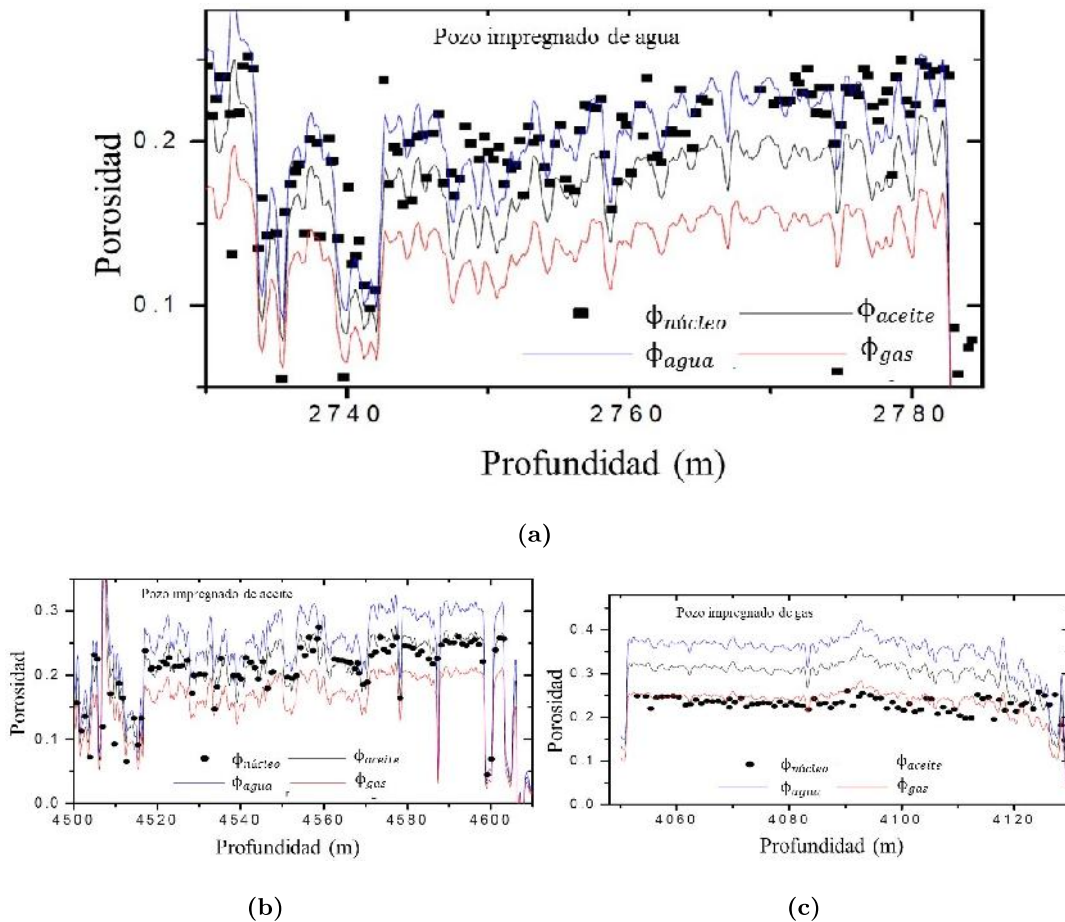 Pozo impregnado de agua
Porosidad
0.2
0.1
ϕnúcleo ϕaceite
ϕagua ϕgas
2740 2750 2760 2770 2780
Profundidad (m)
(a)
Pozo impregnado de aceite
Porosidad
0.3
0.2
0.1
0.0
ϕnúcleo ϕaceite
ϕagua ϕgas
4500 4520 4540 4560 4580 4600
Profundidad (m)
(b)
Pozo impregnado de gas
Porosidad
0.4
0.3
0.2
0.1
0.0
ϕnúcleo ϕaceite
ϕagua ϕgas
4060 4080 4100 4120
Profundidad (m)
(c)